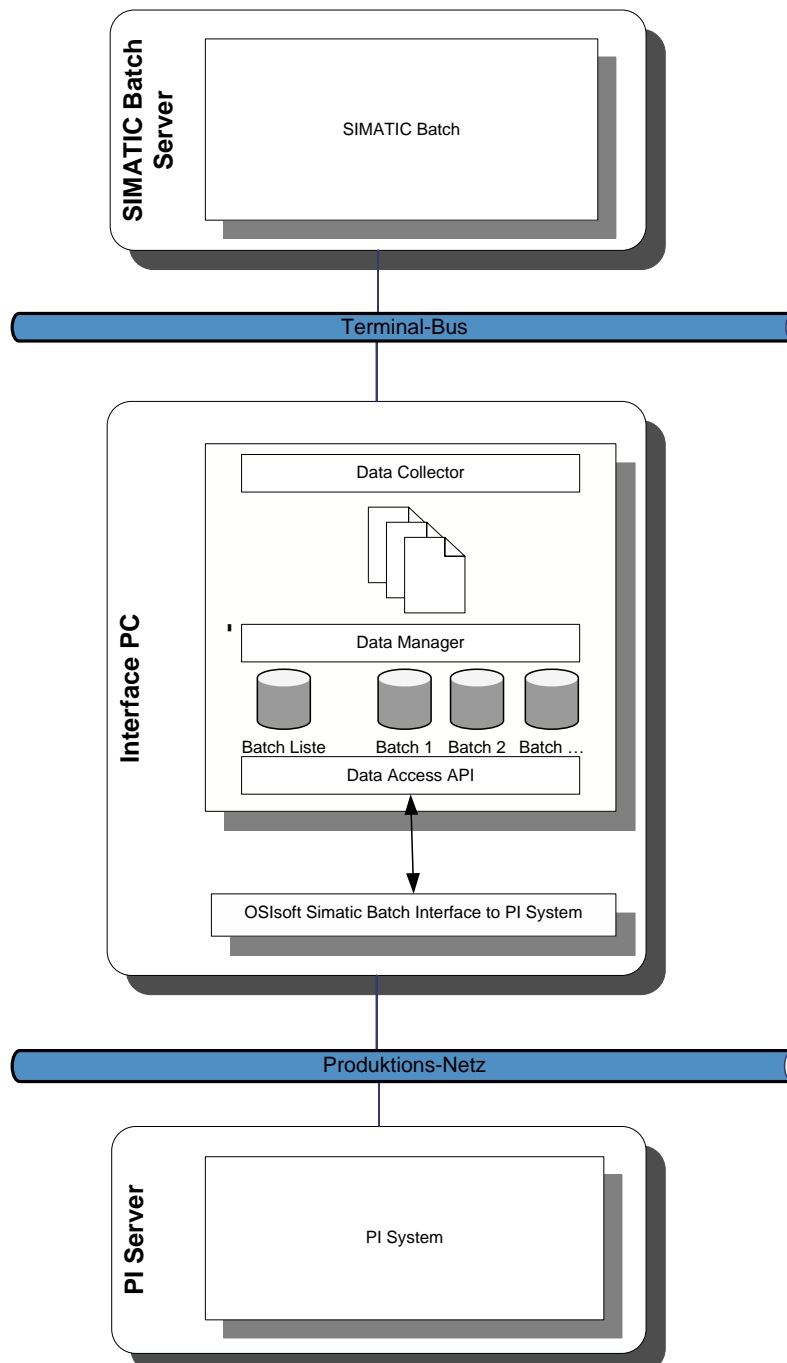 SIMATIC Batch
Server
SIMATIC Batch
Terminal-Bus
Interface PC
Data Collector
Data Manager
Batch Liste
Batch 1
Batch 2
Batch ...
Data Access API
OSIsoft Simatic Batch Interface to PI System
Produktions-Netz
PI Server
PI System